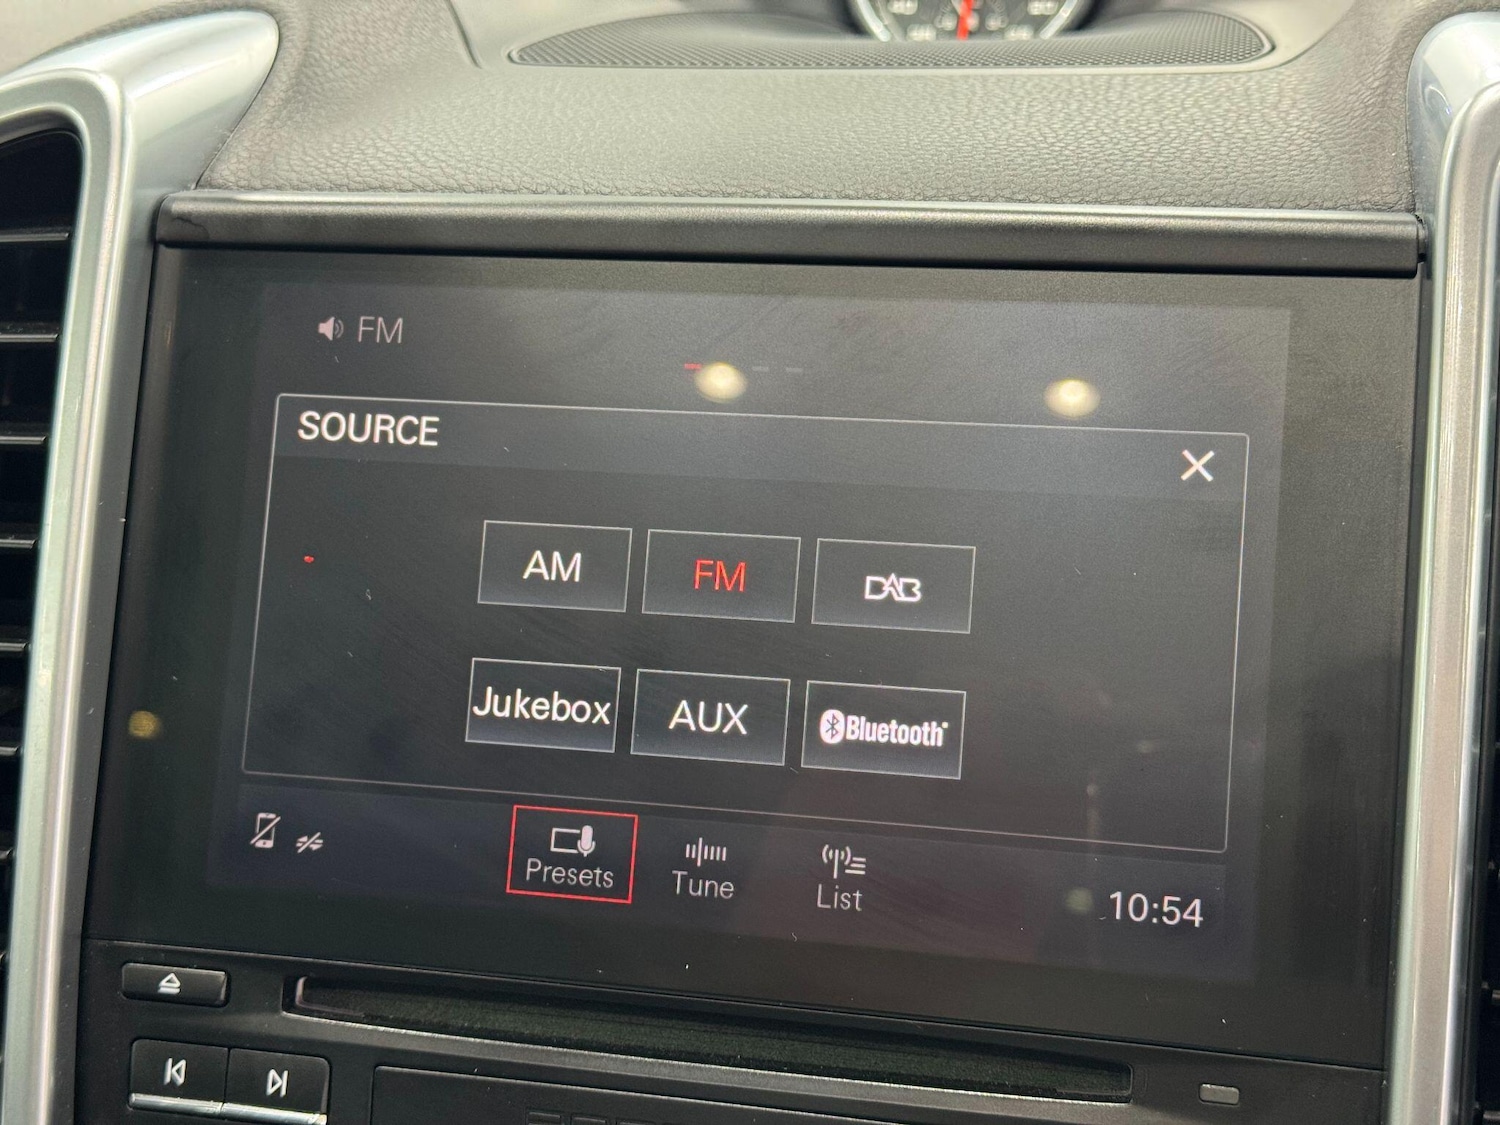 FM
SOURCE
AM FM DAB
Jukebox AUX Bluetooth
Presets Tune List
10:54